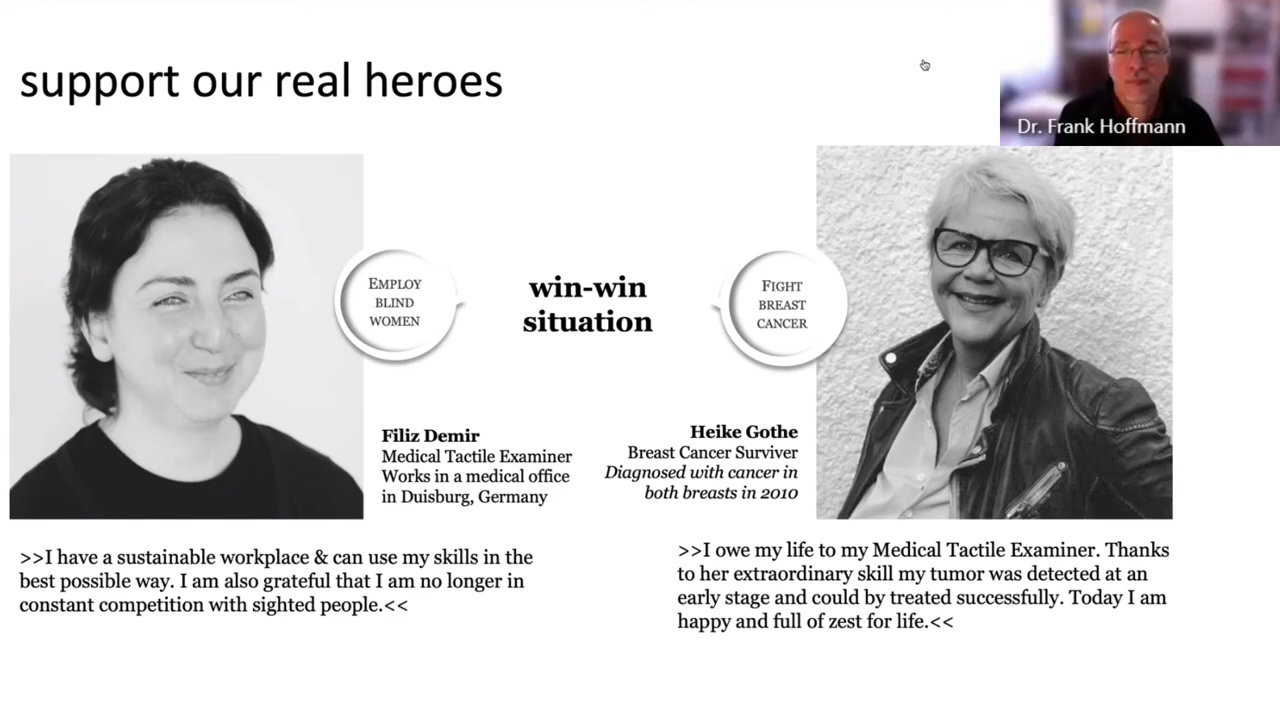 support our real heroes
Dr. Frank Hoffmann
EMPLOY
BLIND
WOMEN
win-win
situation
FIGHT
BREAST
CANCER
Filiz Demir
Medical Tactile Examiner
Works in a medical office
in Duisburg, Germany
Heike Gothe
Breast Cancer Surviver
Diagnosed with cancer in
both breasts in 2010
>>I have a sustainable workplace & can use my skills in the
best possible way. I am also grateful that I am no longer in
constant competition with sighted people.<<
>>I owe my life to my Medical Tactile Examiner. Thanks
to her extraordinary skill my tumor was detected at an
early stage and could by treated successfully. Today I am
happy and full of zest for life.<<